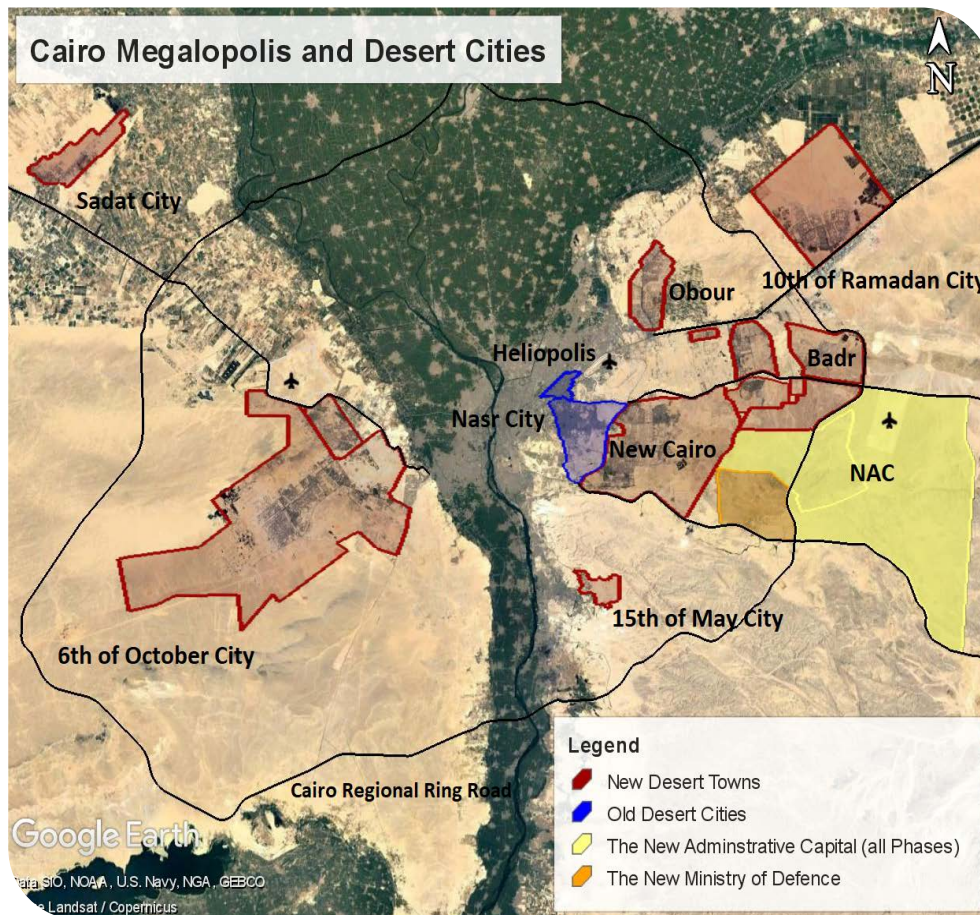 Cairo Megalopolis and Desert Cities
N
Sadat City
10th of Ramadan City
Obour
Heliopolis
Badr
Nasr City
New Cairo
NAC
15th of May City
6th of October City
Cairo Regional Ring Road
Legend
New Desert Towns
Old Desert Cities
The New Adminstrative Capital (all Phases)
The New Ministry of Defence
Google Earth
SIO, NOAA, U.S. Navy, NGA, GEBCO
Landsat / Copernicus